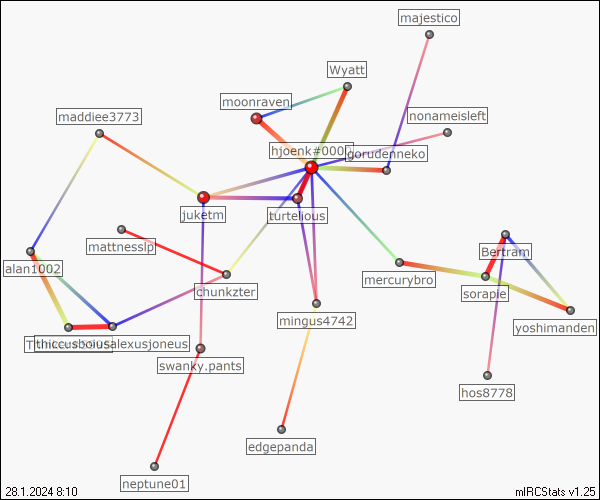 majestico
Wyatt
moonraven
nonameisleft
maddiee3773
hjoenk#000
gorudenneko
juketm
turtelious
mattnesslp
Bertram
alan1002
chunkzter
mercurybro
sorapie
mingus4742
yoshimanden
thiccusbousalexusjoneus
swanky.pants
hos8778
edgepanda
neptune01
28.1.2024 8:10
mIRCStats v1.25